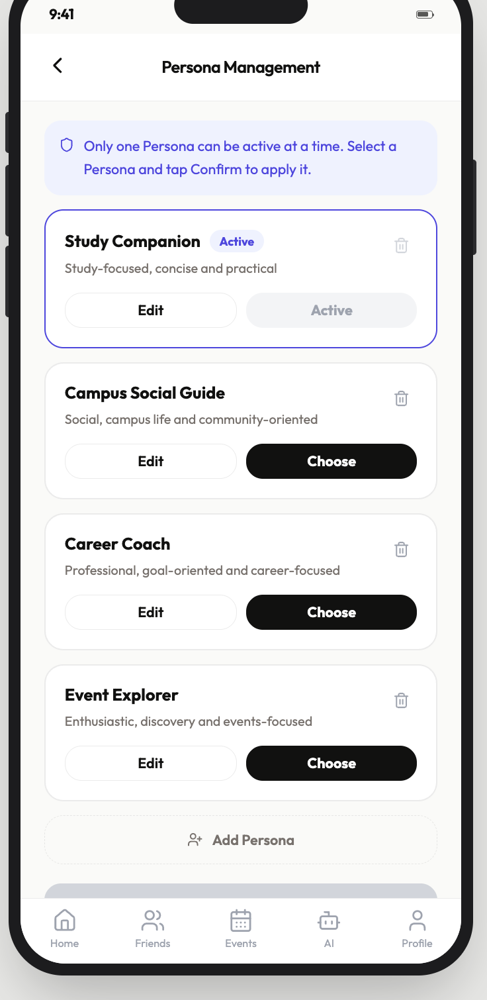 9:41
Persona Management
Only one Persona can be active at a time. Select a
Persona and tap Confirm to apply it.
Study Companion Active
Study-focused, concise and practical
Edit Active
Campus Social Guide
Social, campus life and community-oriented
Edit Choose
Career Coach
Professional, goal-oriented and career-focused
Edit Choose
Event Explorer
Enthusiastic, discovery and events-focused
Edit Choose
Add Persona
Home Friends Events AI Profile